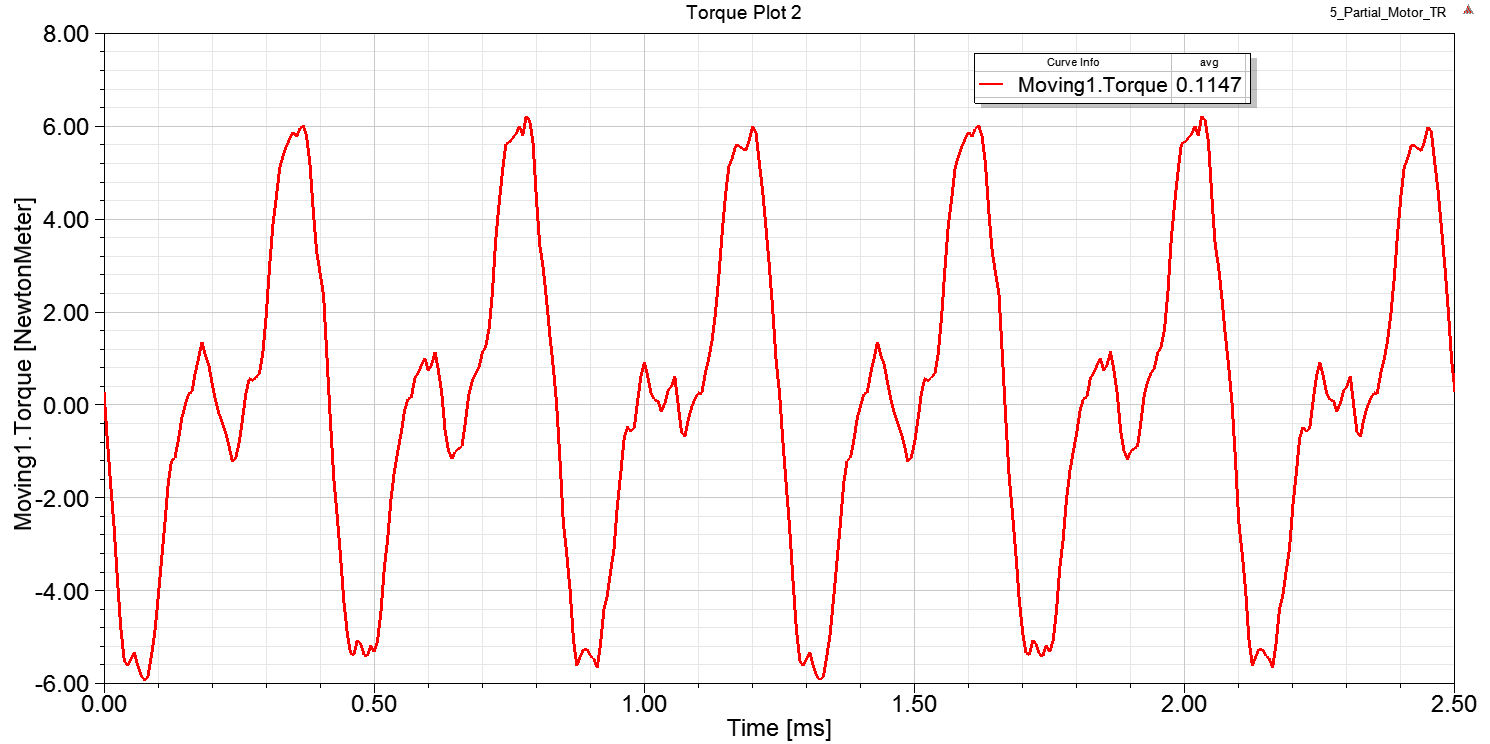 Torque Plot 2
5_Partial_Motor_TR
Curve Info avg
Moving1.Torque 0.1147
8.00
6.00
4.00
2.00
0.00
-2.00
-4.00
-6.00
Moving1.Torque [NewtonMeter]
0.00 0.50 1.00 1.50 2.00 2.50
Time [ms]